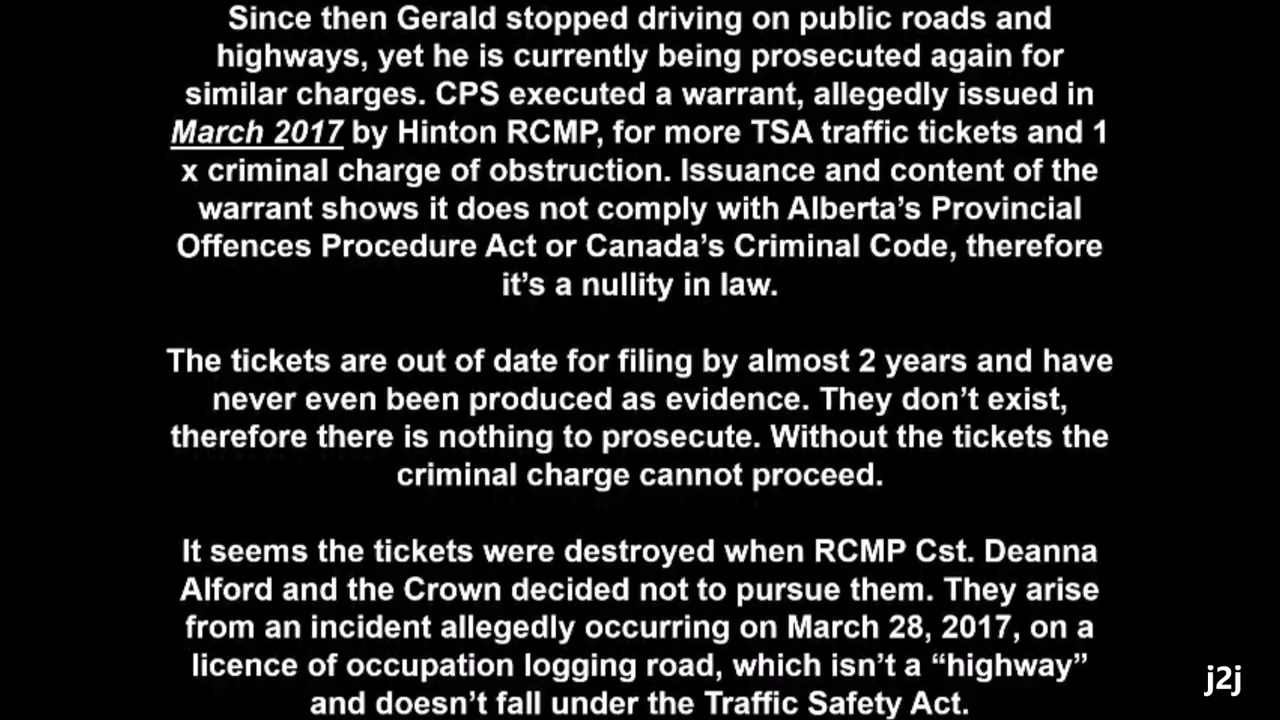 Since then Gerald stopped driving on public roads and
highways, yet he is currently being prosecuted again for
similar charges. CPS executed a warrant, allegedly issued in
March 2017 by Hinton RCMP, for more TSA traffic tickets and 1
x criminal charge of obstruction. Issuance and content of the
warrant shows it does not comply with Alberta’s Provincial
Offences Procedure Act or Canada’s Criminal Code, therefore
it’s a nullity in law.
The tickets are out of date for filing by almost 2 years and have
never even been produced as evidence. They don’t exist,
therefore there is nothing to prosecute. Without the tickets the
criminal charge cannot proceed.
It seems the tickets were destroyed when RCMP Cst. Deanna
Alford and the Crown decided not to pursue them. They arise
from an incident allegedly occurring on March 28, 2017, on a
licence of occupation logging road, which isn’t a “highway”
and doesn’t fall under the Traffic Safety Act.
j2j